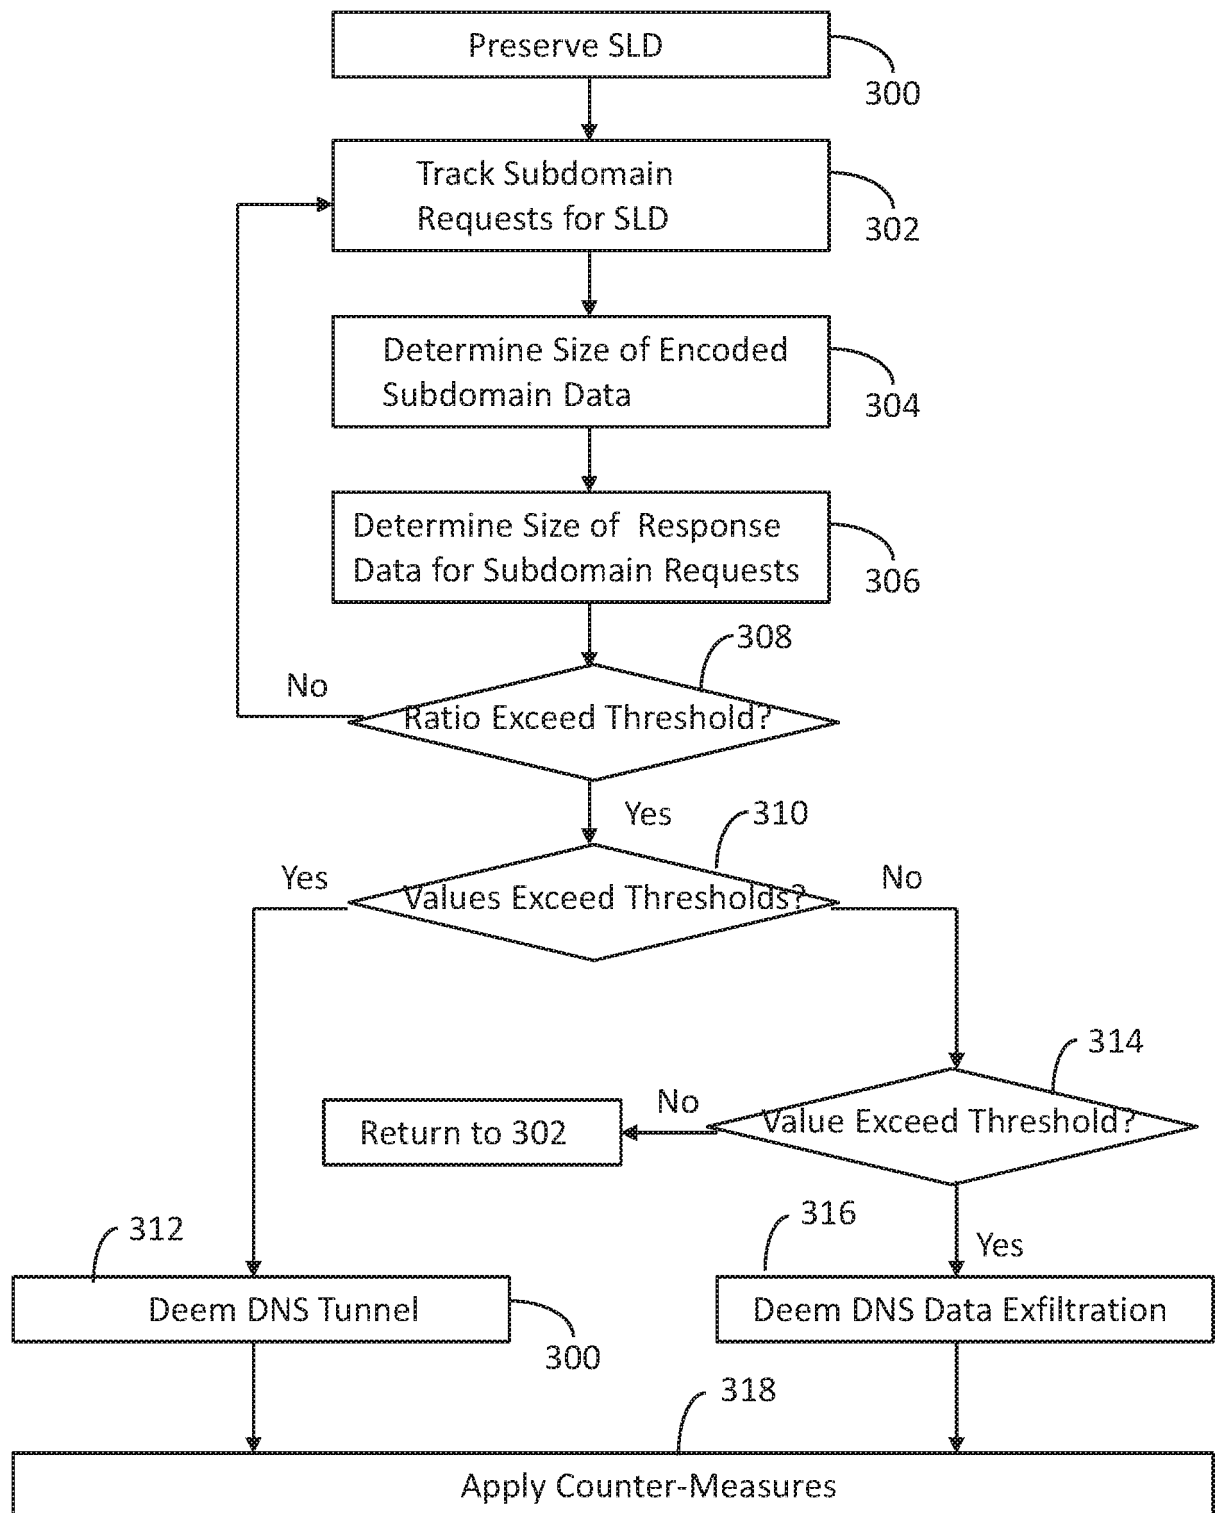 Preserve SLD
300
Track Subdomain
Requests for SLD
302
Determine Size of Encoded
Subdomain Data
304
Determine Size of Response
Data for Subdomain Requests
306
308
No
Ratio Exceed Threshold?
Yes
310
Yes
Values Exceed Thresholds?
No
314
No
Value Exceed Threshold?
Return to 302
316
Yes
312
Deem DNS Tunnel
300
Deem DNS Data Exfiltration
318
Apply Counter-Measures